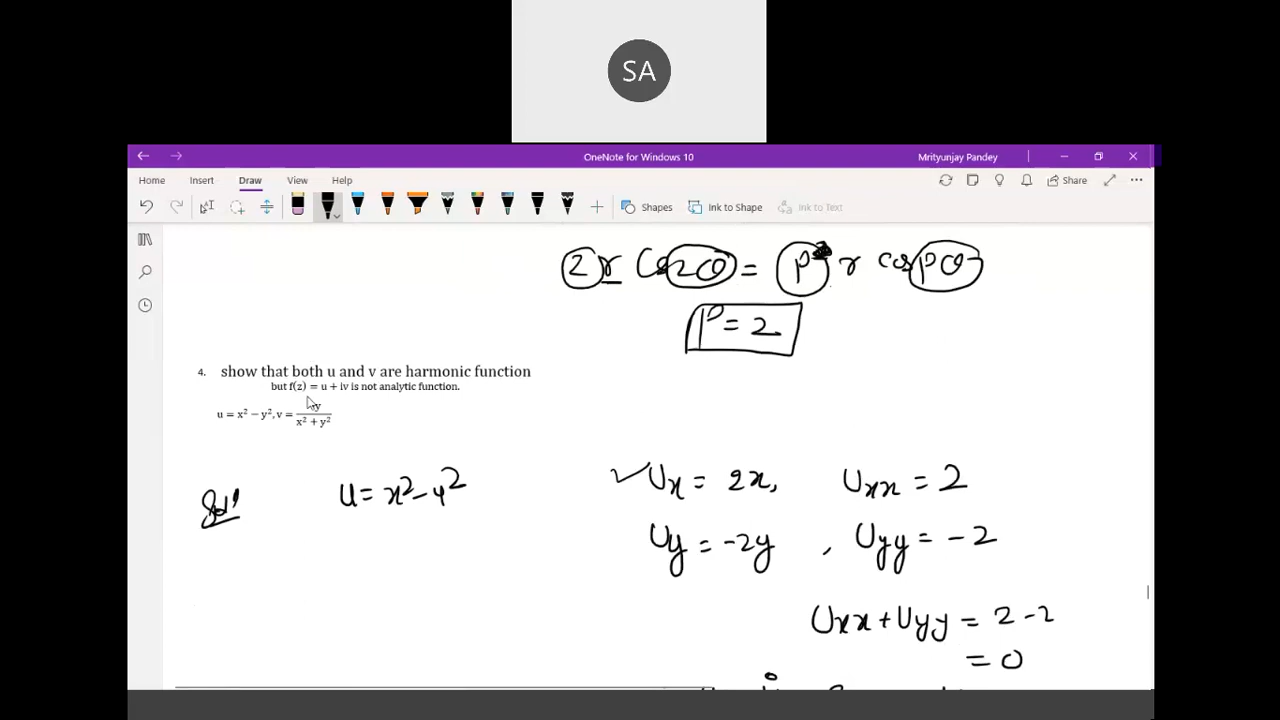 SA
OneNote for Windows 10
Mrityunjay Pandey
Home Insert Draw View Help
Share
Shapes Ink to Shape Ink to Text
2r Cos2θ = p r cospθ
P = 2
4. show that both u and v are harmonic function
but f(z) = u + iv is not analytic function.
u = x² − y², v = y / x² + y²
Sol
u = x² - y²
Ux = 2x, Uxx = 2
Uy = -2y , Uyy = -2
Uxx + Uyy = 2 - 2
= 0